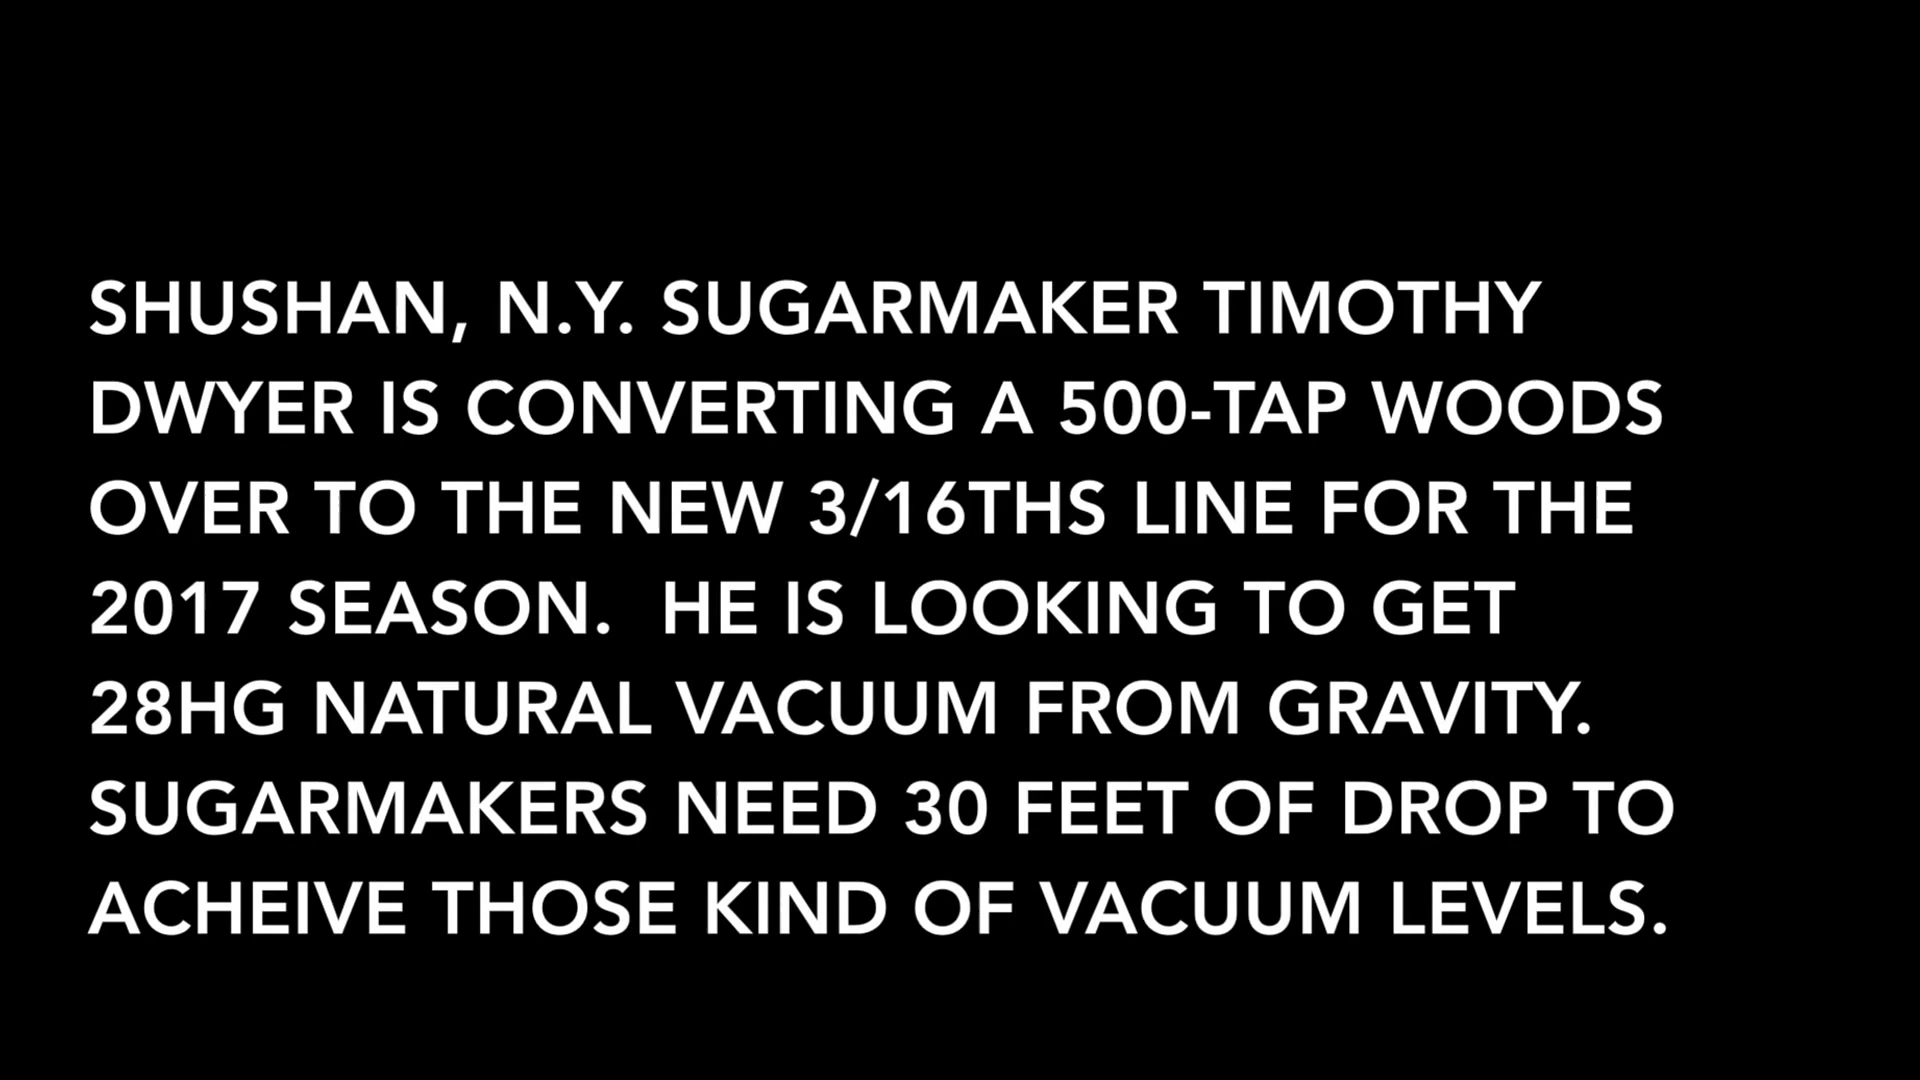 SHUSHAN, N.Y. SUGARMAKER TIMOTHY
DWYER IS CONVERTING A 500-TAP WOODS
OVER TO THE NEW 3/16THS LINE FOR THE
2017 SEASON.  HE IS LOOKING TO GET
28HG NATURAL VACUUM FROM GRAVITY.
SUGARMAKERS NEED 30 FEET OF DROP TO
ACHEIVE THOSE KIND OF VACUUM LEVELS.